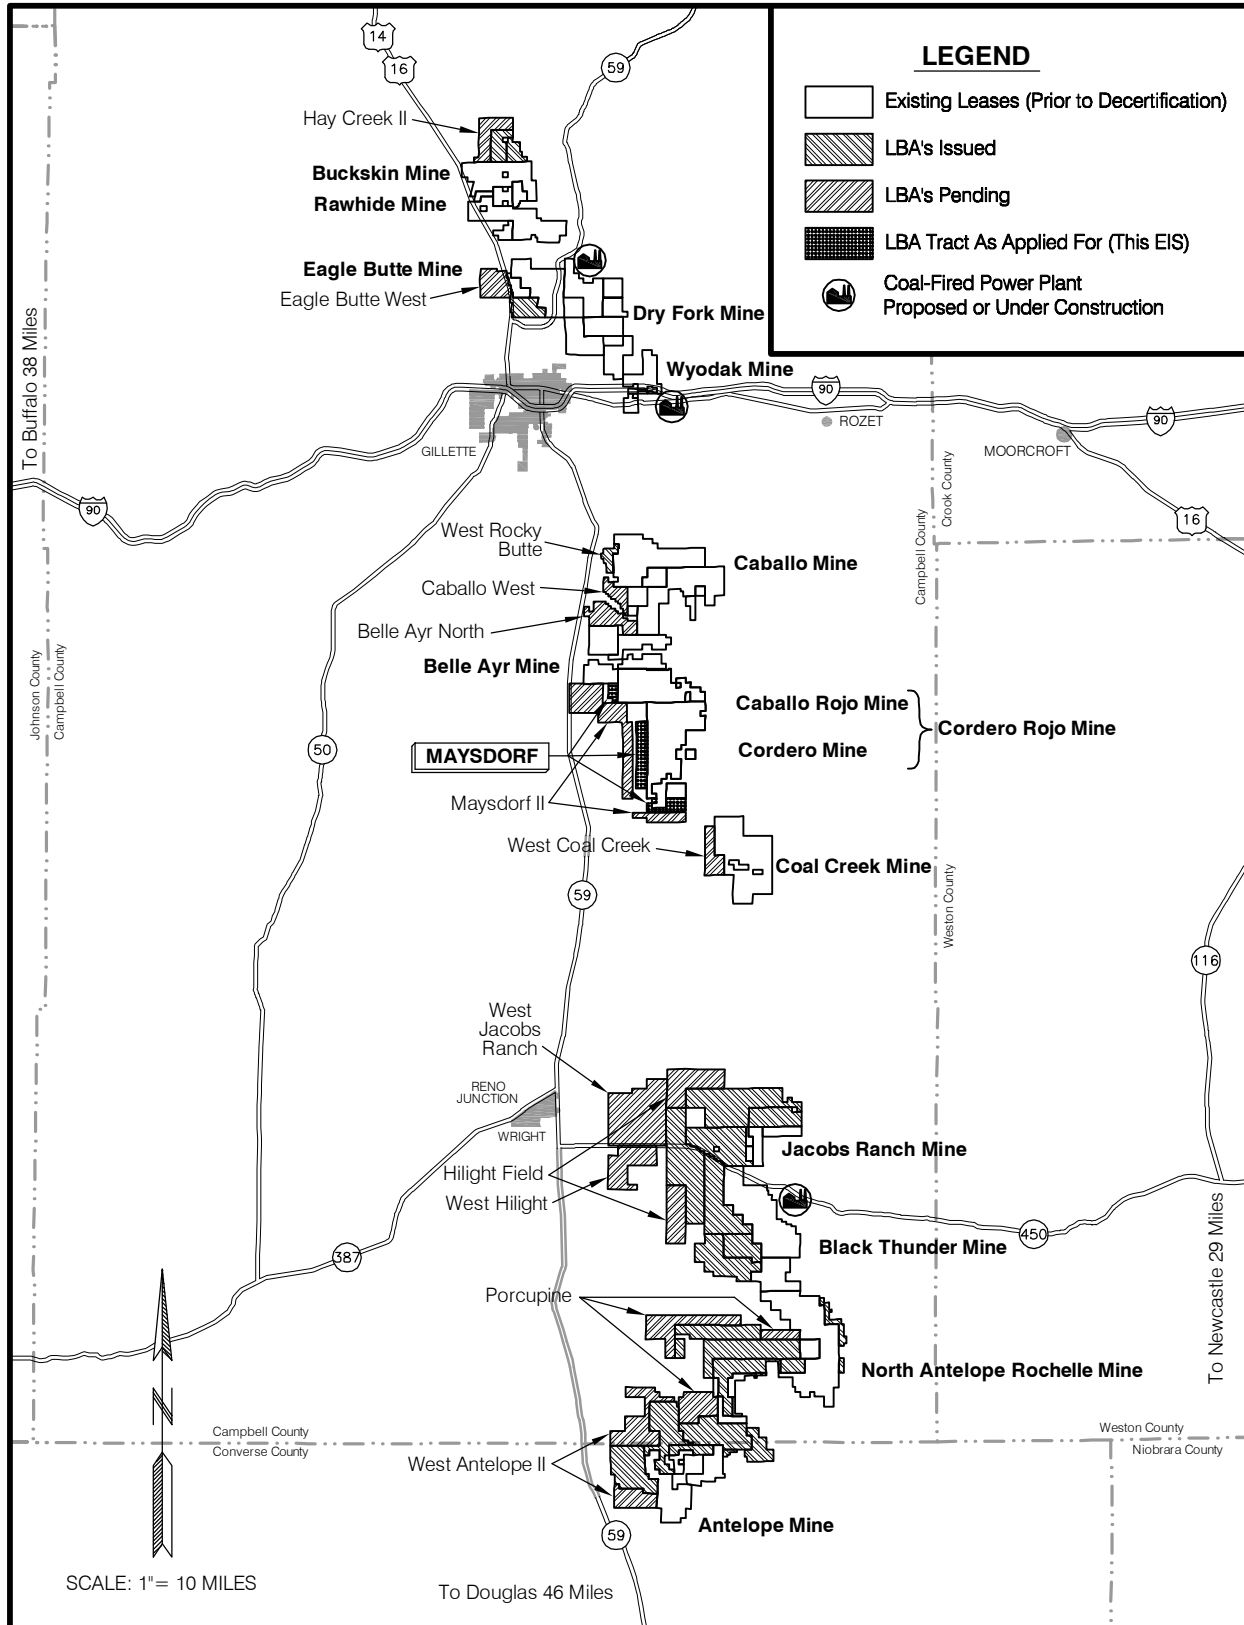 LEGEND
Existing Leases (Prior to Decertification)
LBA's Issued
LBA's Pending
LBA Tract As Applied For (This EIS)
Coal-Fired Power Plant
Proposed or Under Construction
14
16
59
Hay Creek II
Buckskin Mine
Rawhide Mine
Eagle Butte Mine
Eagle Butte West
Dry Fork Mine
Wyodak Mine
To Buffalo 38 Miles
90
ROZET
GILLETTE
MOORCROFT
90
90
16
Campbell County
Crook County
West Rocky
Butte
Caballo Mine
Caballo West
Belle Ayr North
Belle Ayr Mine
Johnson County
Campbell County
Caballo Rojo Mine
Cordero Rojo Mine
Cordero Mine
50
MAYSDORF
Maysdorf II
West Coal Creek
Coal Creek Mine
59
Weston County
116
West
Jacobs
Ranch
RENO
JUNCTION
WRIGHT
Jacobs Ranch Mine
Hilight Field
West Hilight
Black Thunder Mine
450
387
To Newcastle 29 Miles
Porcupine
North Antelope Rochelle Mine
N
Campbell County
Converse County
Weston County
Niobrara County
West Antelope II
Antelope Mine
59
SCALE: 1"= 10 MILES
To Douglas 46 Miles